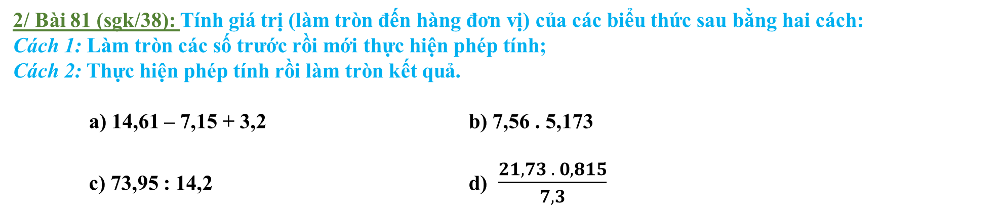 2/ Bài 81 (sgk/38): Tính giá trị (làm tròn đến hàng đơn vị) của các biểu thức sau bằng hai cách:
Cách 1: Làm tròn các số trước rồi mới thực hiện phép tính;
Cách 2: Thực hiện phép tính rồi làm tròn kết quả.
a) 14,61 – 7,15 + 3,2
b) 7,56 . 5,173
c) 73,95 : 14,2
d) 21,73 . 0,815
7,3